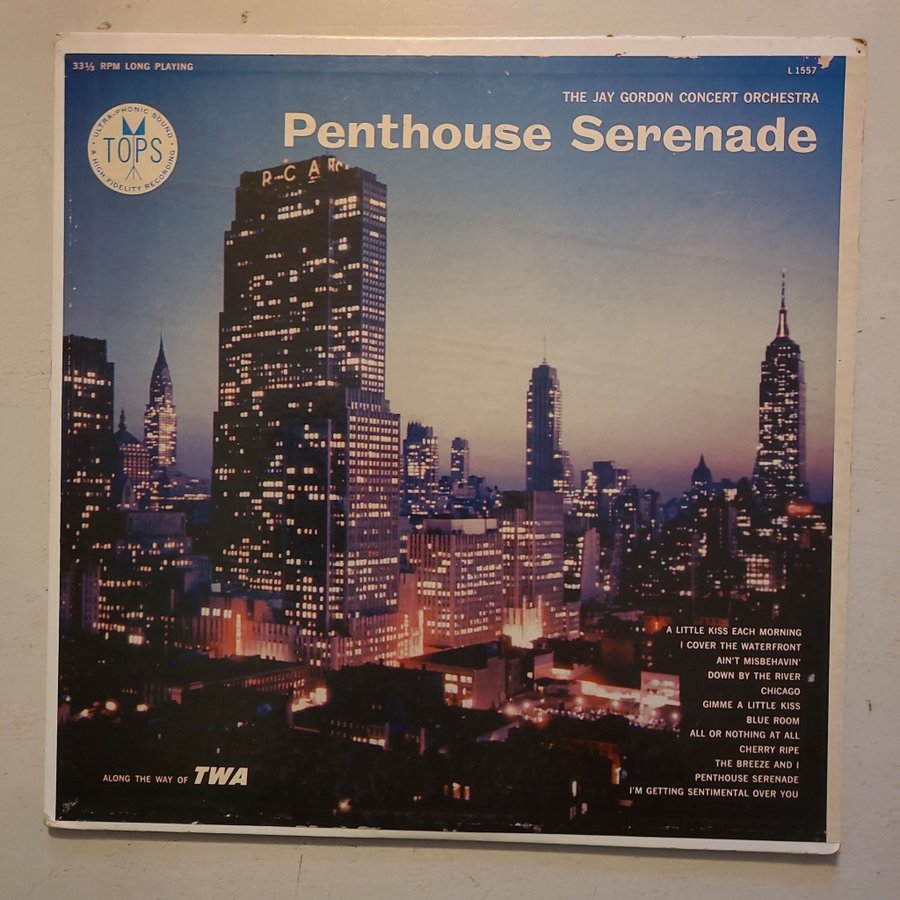 33⅓ RPM LONG PLAYING
L 1557
THE JAY GORDON CONCERT ORCHESTRA
Penthouse Serenade
ULTRA-PHONIC SOUND
TOPS
A HIGH FIDELITY RECORDING
RCA
A LITTLE KISS EACH MORNING
I COVER THE WATERFRONT
AIN'T MISBEHAVIN'
DOWN BY THE RIVER
CHICAGO
GIMME A LITTLE KISS
BLUE ROOM
ALL OR NOTHING AT ALL
CHERRY RIPE
THE BREEZE AND I
PENTHOUSE SERENADE
I'M GETTING SENTIMENTAL OVER YOU
ALONG THE WAY OF TWA